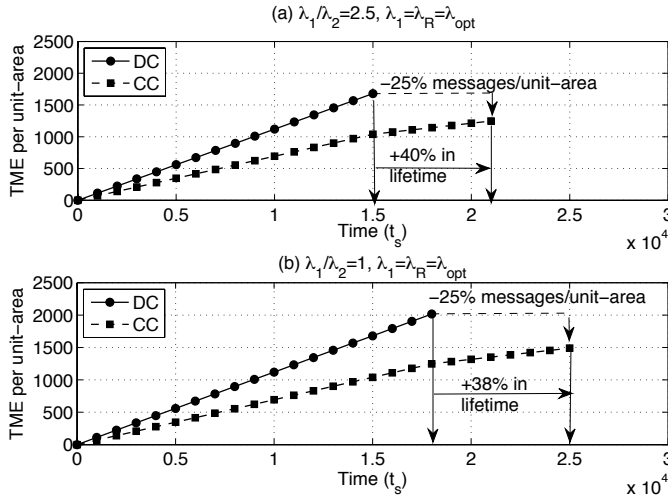 (a) λ1/λ2=2.5, λ1=λR=λopt
2500
2000
1500
1000
500
0
TME per unit−area
DC
CC
−25% messages/unit−area
+40% in
lifetime
0 0.5 1 1.5 2 2.5 3
Time (ts)
x 10^4
(b) λ1/λ2=1, λ1=λR=λopt
2500
2000
1500
1000
500
0
TME per unit−area
DC
CC
−25% messages/unit−area
+38% in
lifetime
0 0.5 1 1.5 2 2.5 3
Time (ts)
x 10^4